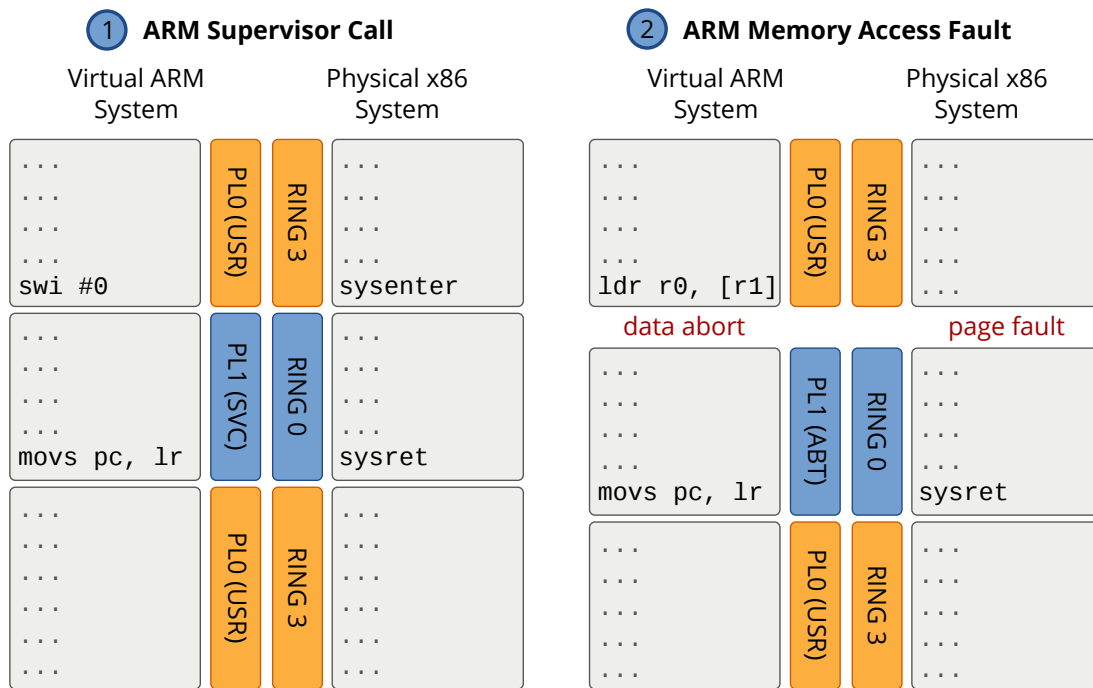 1 ARM Supervisor Call
Virtual ARM
System
Physical x86
System
...
...
...
...
swi #0
PL0 (USR)
RING 3
...
...
...
...
sysenter
...
...
...
...
movs pc, lr
PL1 (SVC)
RING 0
...
...
...
...
sysret
...
...
...
...
...
...
PL0 (USR)
RING 3
...
...
...
...
...
...
2 ARM Memory Access Fault
Virtual ARM
System
Physical x86
System
...
...
...
...
ldr r0, [r1]
PL0 (USR)
RING 3
...
...
...
...
...
data abort
page fault
...
...
...
...
movs pc, lr
PL1 (ABT)
RING 0
...
...
...
...
sysret
...
...
...
...
...
PL0 (USR)
RING 3
...
...
...
...
...